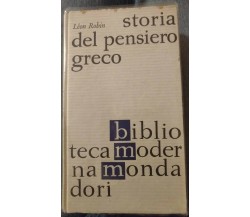 Léon Robin
storia
del pensiero
greco
biblio
teca moder
na monda
dori